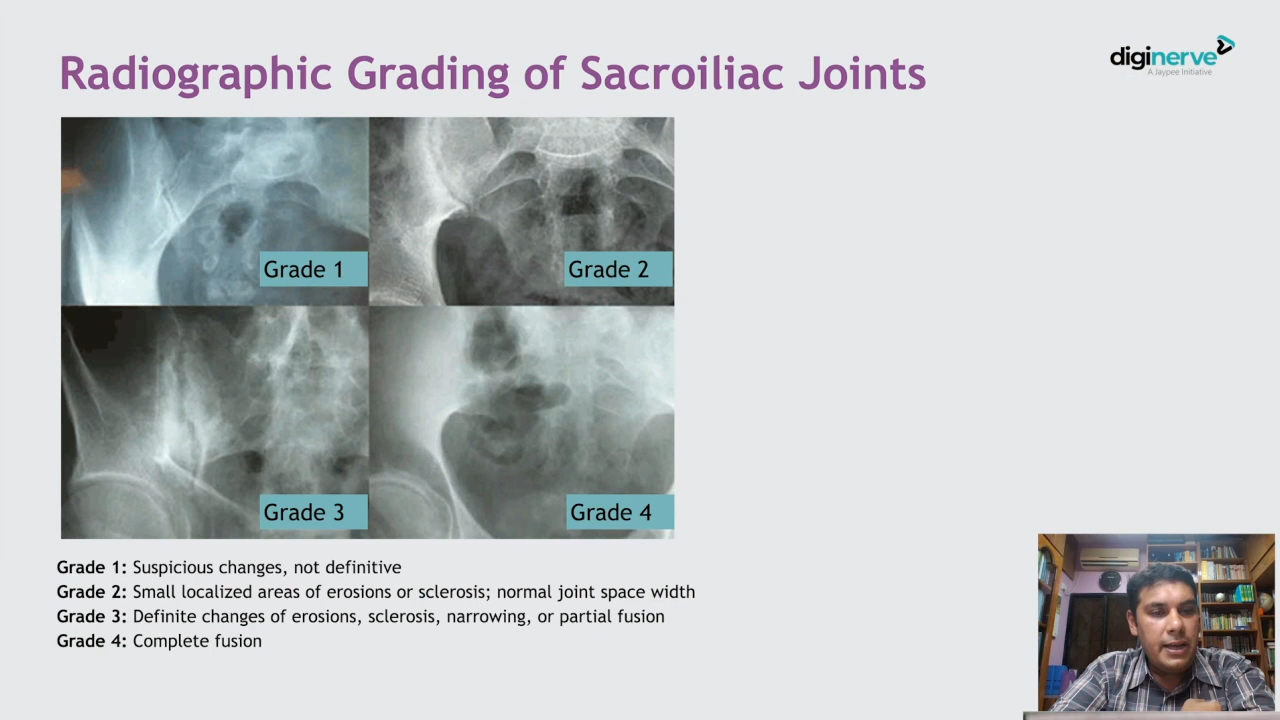 Radiographic Grading of Sacroiliac Joints
diginerve
A Jaypee Initiative
Grade 1
Grade 2
Grade 3
Grade 4
Grade 1: Suspicious changes, not definitive
Grade 2: Small localized areas of erosions or sclerosis; normal joint space width
Grade 3: Definite changes of erosions, sclerosis, narrowing, or partial fusion
Grade 4: Complete fusion